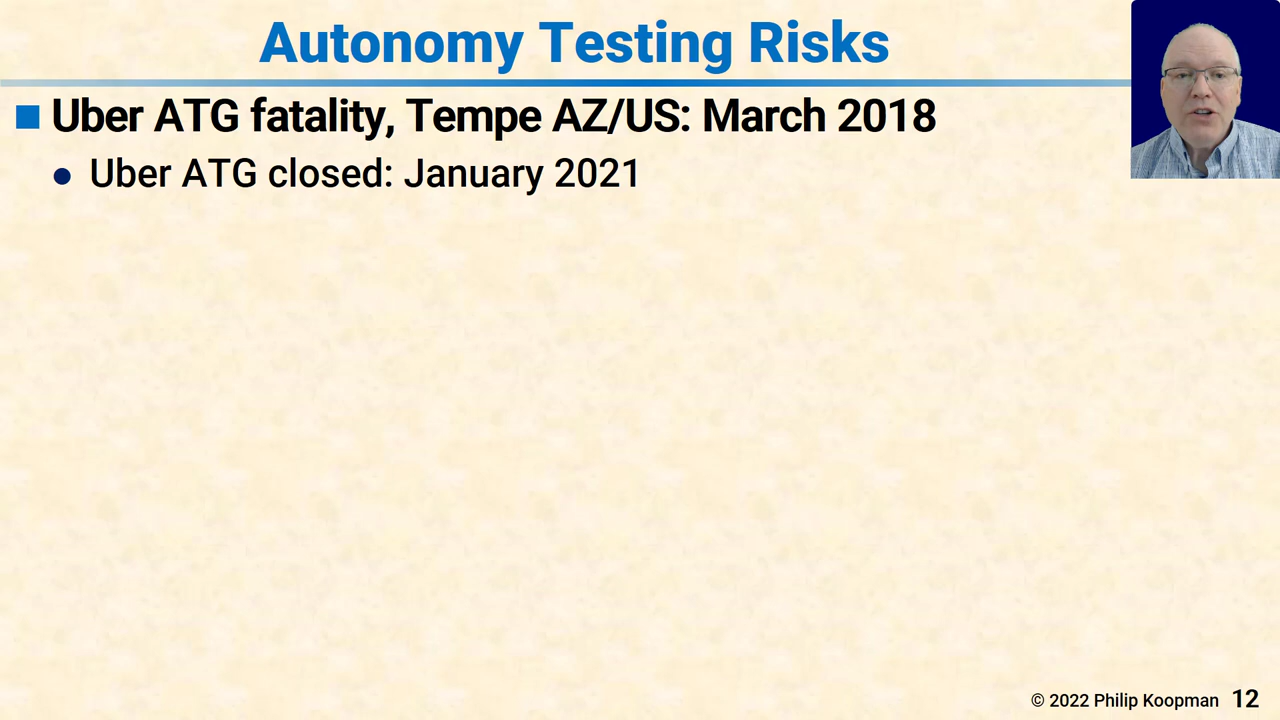 Autonomy Testing Risks
Uber ATG fatality, Tempe AZ/US: March 2018
Uber ATG closed: January 2021
© 2022 Philip Koopman 12